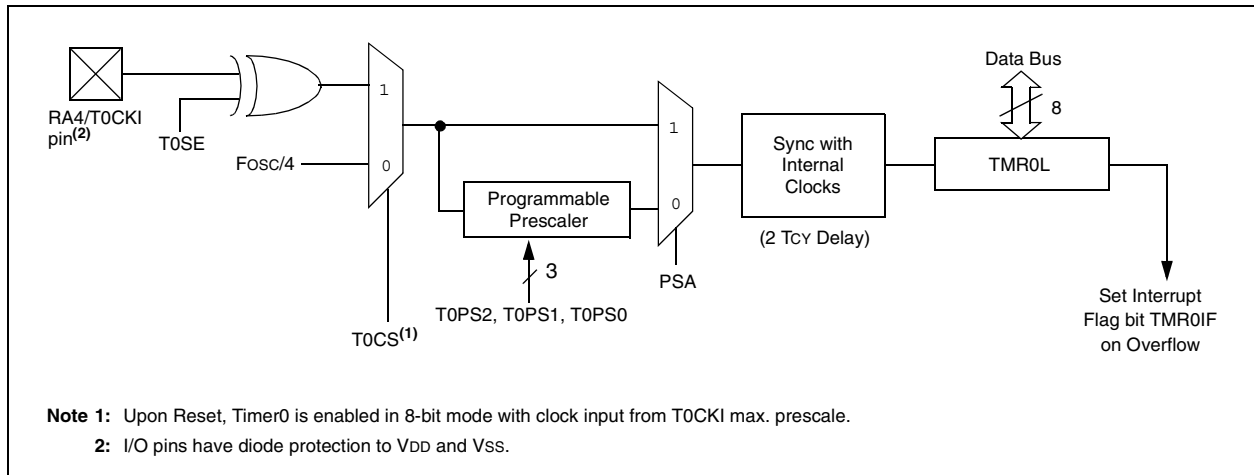 RA4/T0CKI
pin(2)
T0SE
FOSC/4
1
0
T0CS(1)
Programmable
Prescaler
3
T0PS2, T0PS1, T0PS0
1
0
PSA
Sync with
Internal
Clocks
(2 TCY Delay)
Data Bus
8
TMR0L
Set Interrupt
Flag bit TMR0IF
on Overflow
Note 1: Upon Reset, Timer0 is enabled in 8-bit mode with clock input from T0CKI max. prescale.
2: I/O pins have diode protection to VDD and VSS.